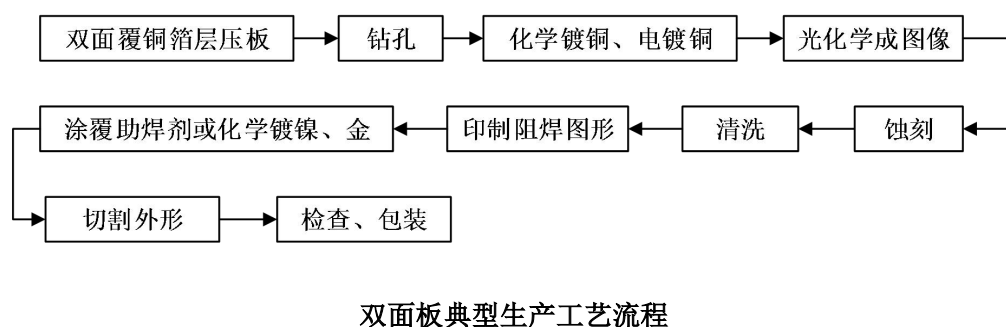 双面覆铜箔层压板
钻孔
化学镀铜、电镀铜
光化学成图像
蚀刻
清洗
印制阻焊图形
涂覆助焊剂或化学镀镍、金
切割外形
检查、包装
双面板典型生产工艺流程